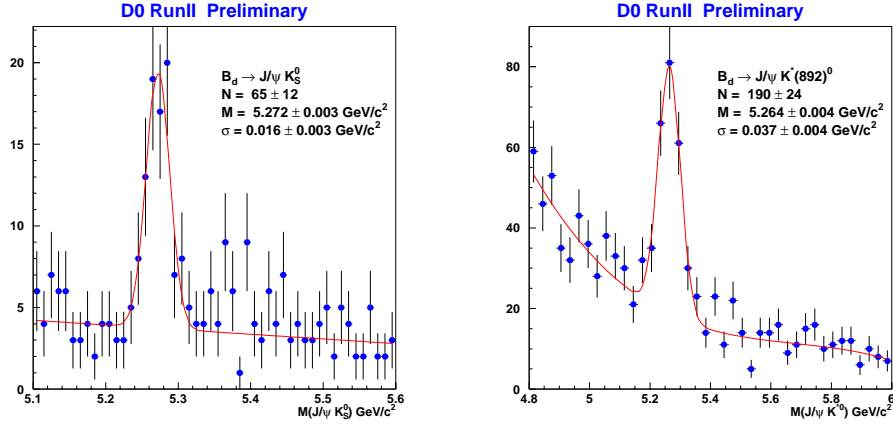 D0 RunII Preliminary
B_d → J/ψ K_S^0
N = 65 ± 12
M = 5.272 ± 0.003 GeV/c²
σ = 0.016 ± 0.003 GeV/c²
20
15
10
5
0
5.1 5.2 5.3 5.4 5.5 5.6
M(J/ψ K_S^0) GeV/c²
D0 RunII Preliminary
B_d → J/ψ K^*(892)^0
N = 190 ± 24
M = 5.264 ± 0.004 GeV/c²
σ = 0.037 ± 0.004 GeV/c²
80
60
40
20
0
4.8 5 5.2 5.4 5.6 5.8 6
M(J/ψ K^{*0}) GeV/c²